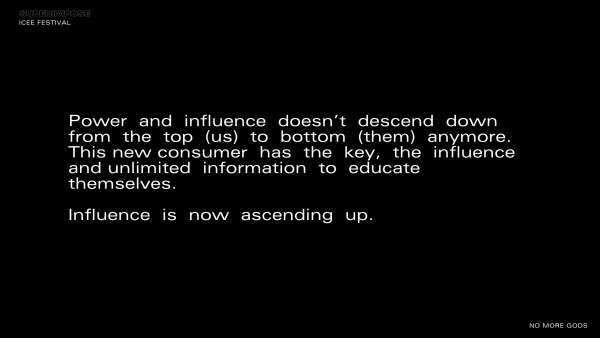 SUPERIMPOSE
ICEE FESTIVAL
Power and influence doesn't descend down
from the top (us) to bottom (them) anymore.
This new consumer has the key, the influence
and unlimited information to educate
themselves.
Influence is now ascending up.
NO MORE GODS